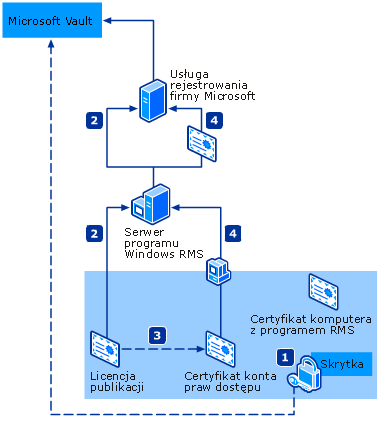 Microsoft Vault
Usługa
rejestrowania
firmy Microsoft
2
4
Serwer
programu
Windows RMS
2
4
Certyfikat komputera
z programem RMS
3
1
Skrytka
Licencja
publikacji
Certyfikat konta
praw dostępu